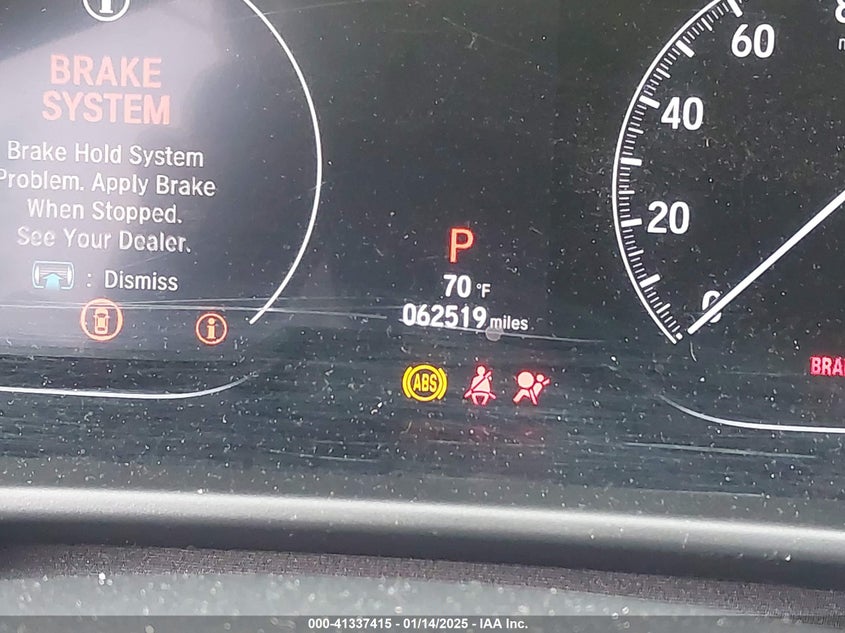 BRAKE
SYSTEM
Brake Hold System
Problem. Apply Brake
When Stopped.
See Your Dealer.
: Dismiss
P
70 °F
062519 miles
ABS
60
40
20
0
000-41337415 - 01/14/2025 - IAA Inc.